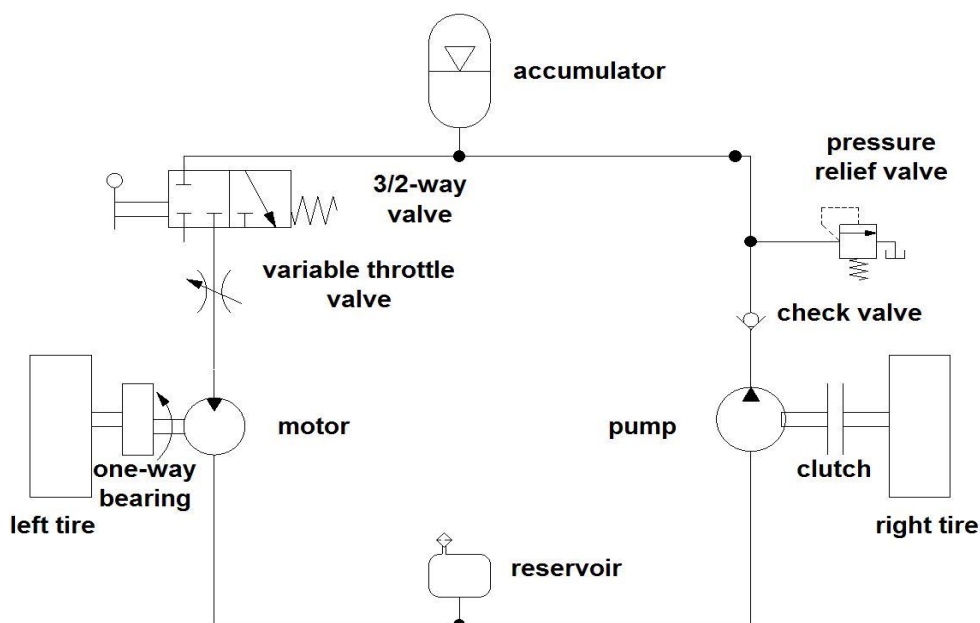 accumulator
pressure
relief valve
3/2-way
valve
variable throttle
valve
check valve
motor
pump
one-way
bearing
clutch
left tire
right tire
reservoir